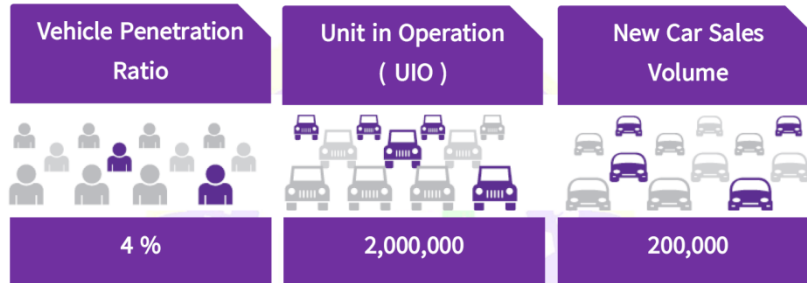 Vehicle Penetration
Ratio
4 %
Unit in Operation
( UIO )
2,000,000
New Car Sales
Volume
200,000